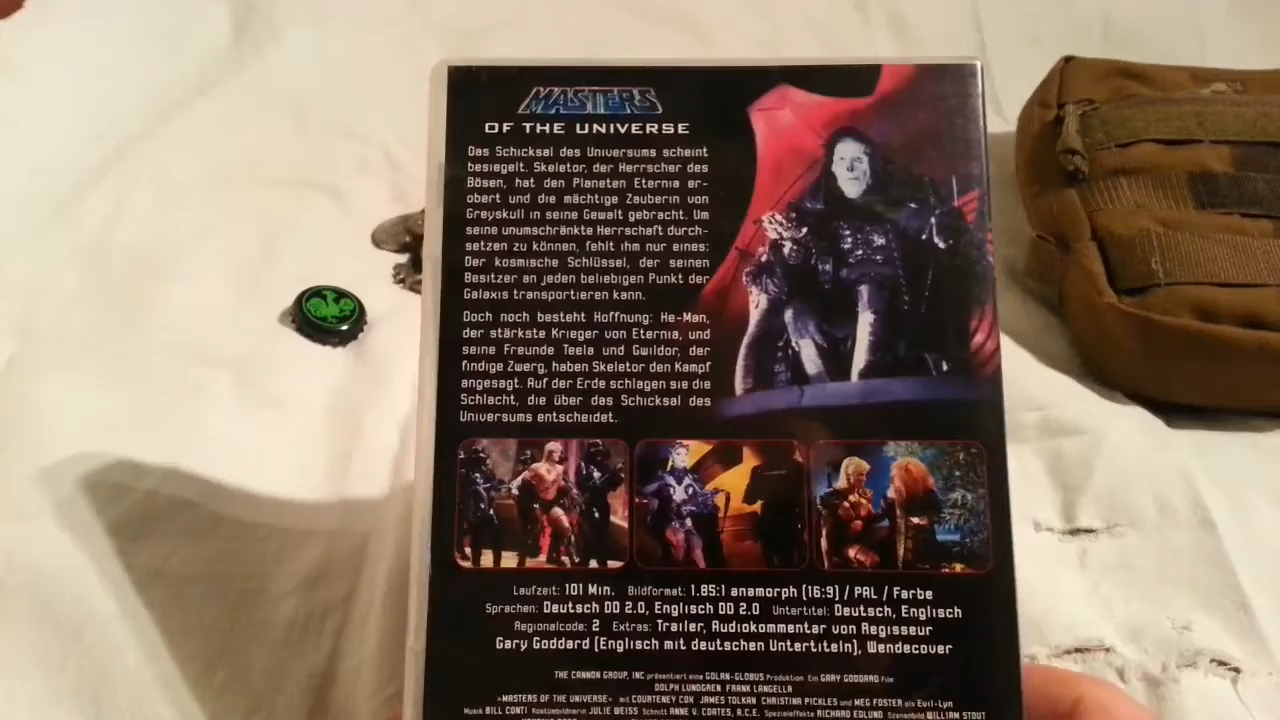 MASTERS
OF THE UNIVERSE
Das Schicksal des Universums scheint
besiegelt. Skeletor, der Herrscher des
Bösen, hat den Planeten Eternia er-
obert und die mächtige Zauberin von
Greyskull in seine Gewalt gebracht. Um
seine unumschränkte Herrschaft durch-
setzen zu können, fehlt ihm nur eines:
Der kosmische Schlüssel, der seinen
Besitzer an jeden beliebigen Punkt der
Galaxis transportieren kann.
Doch noch besteht Hoffnung: He-Man,
der stärkste Krieger von Eternia, und
seine Freunde Teela und Gwildor, der
findige Zwerg, haben Skeletor den Kampf
angesagt. Auf der Erde schlagen sie die
Schlacht, die über das Schicksal des
Universums entscheidet.
Laufzeit: 101 Min. Bildformat: 1.85:1 anamorph (16:9) / PAL / Farbe
Sprachen: Deutsch DD 2.0, Englisch DD 2.0 Untertitel: Deutsch, Englisch
Regionalcode: 2 Extras: Trailer, Audiokommentar von Regisseur
Gary Goddard (Englisch mit deutschen Untertiteln), Wendecover
THE CANNON GROUP, INC präsentiert eine GOLAN-GLOBUS Produktion Ein GARY GODDARD Film
DOLPH LUNDGREN FRANK LANGELLA
»MASTERS OF THE UNIVERSE« mit COURTENEY COX JAMES TOLKAN CHRISTINA PICKLES und MEG FOSTER als Evil-Lyn
Musik BILL CONTI Kostümbildnerin JULIE WEISS Schnitt ANNE V. COATES, A.C.E. Spezialeffekte RICHARD EDLUND Szenenbild WILLIAM STOUT